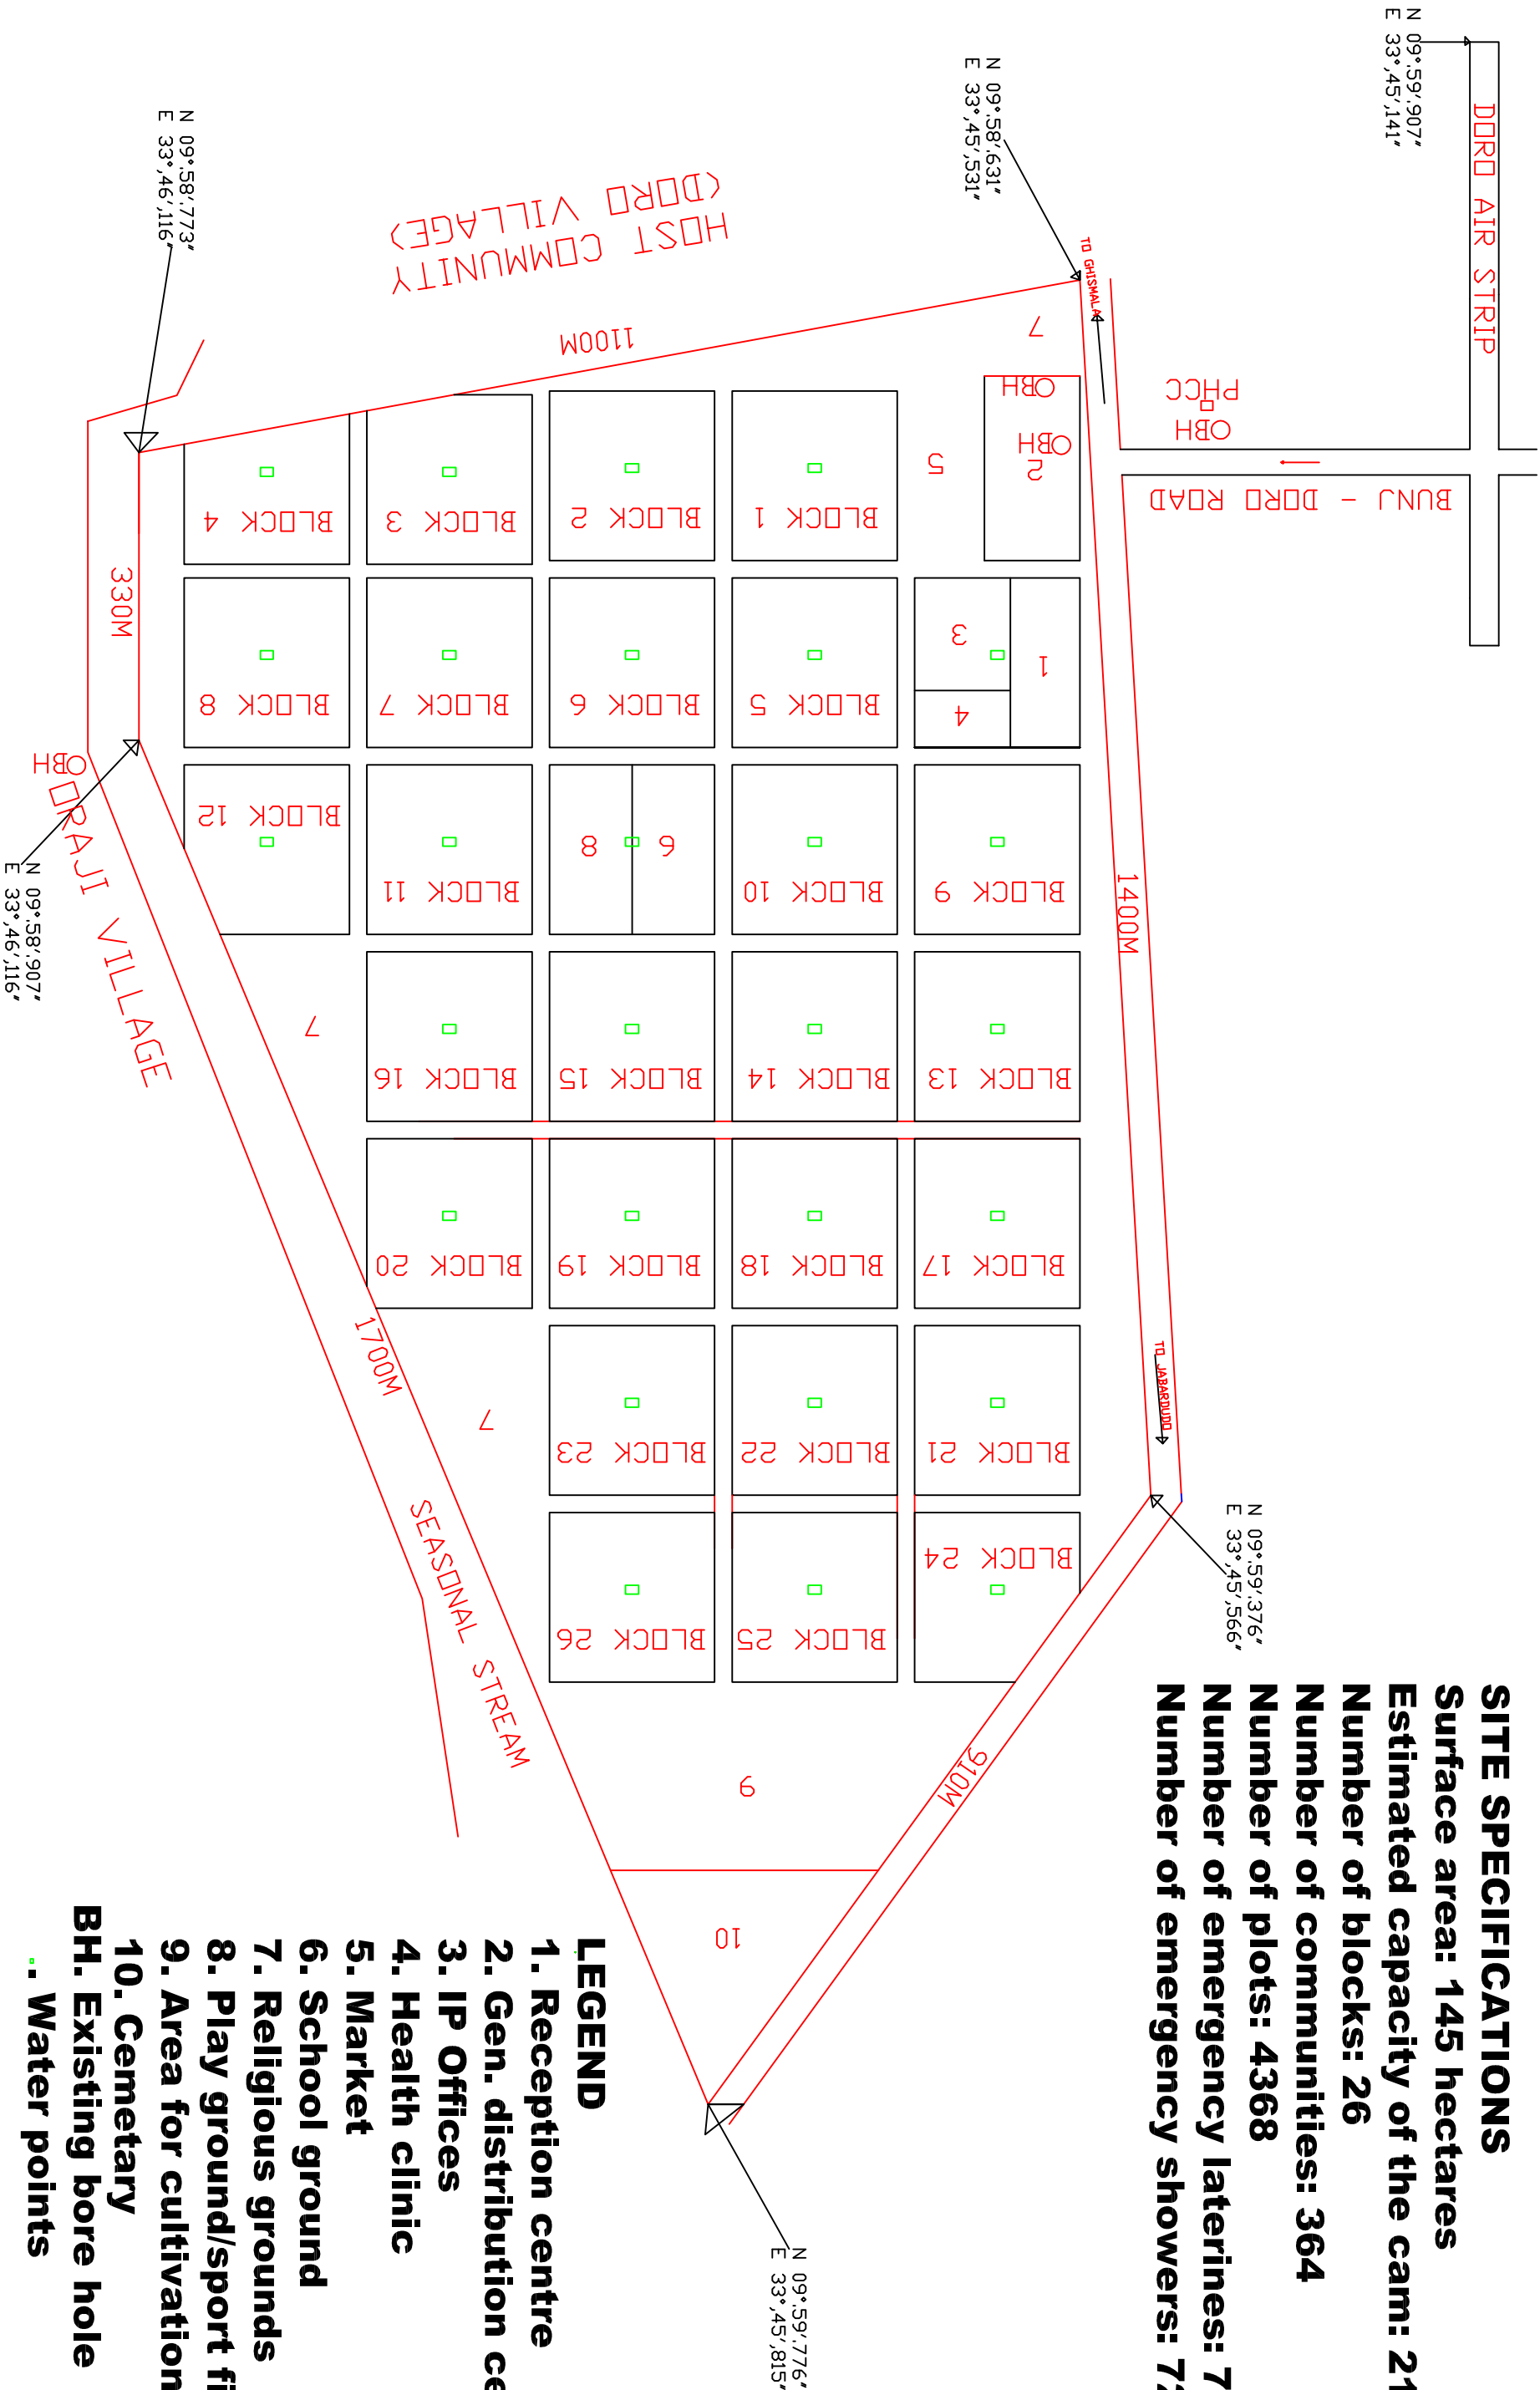 SITE SPECIFICATIONS
Surface area: 145 hectares
Estimated capacity of the cam: 21
Number of blocks: 26
Number of communities: 364
Number of plots: 4368
Number of emergency lateriness: 7
Number of emergency showers: 72
LEGEND
1. Reception centre
2. Gen. distribution ce
3. IP Offices
4. Health clinic
5. Market
6. School ground
7. Religious grounds
8. Play ground/sport fi
9. Area for cultivation
10. Cemetary
BH. Existing bore hole
. Water points
DORO AIR STRIP
N 09°,59',907"
E 33°,45',141"
BUNJ - DORO ROAD
PHCC
BH
TO GHISMALA
N 09°,58',631"
E 33°,45',531"
TO JABARDUDO
N 09°,59',376"
E 33°,45',566"
1400M
HOST COMMUNITY
(DORO VILLAGE)
1100M
7
BH
BH
2
5
1
3
4
BLOCK 1
BLOCK 2
BLOCK 3
BLOCK 4
BLOCK 5
BLOCK 6
BLOCK 7
BLOCK 8
BLOCK 9
BLOCK 10
6
8
BLOCK 11
BLOCK 12
BLOCK 13
BLOCK 14
BLOCK 15
BLOCK 16
7
BLOCK 17
BLOCK 18
BLOCK 19
BLOCK 20
BLOCK 21
BLOCK 22
BLOCK 23
7
BLOCK 24
BLOCK 25
BLOCK 26
9
10
910M
N 09°,59',776"
E 33°,45',815"
1700M
SEASONAL STREAM
330M
N 09°,58',773"
E 33°,46',116"
BH
DRAJI VILLAGE
N 09°,58',907"
E 33°,46',116"